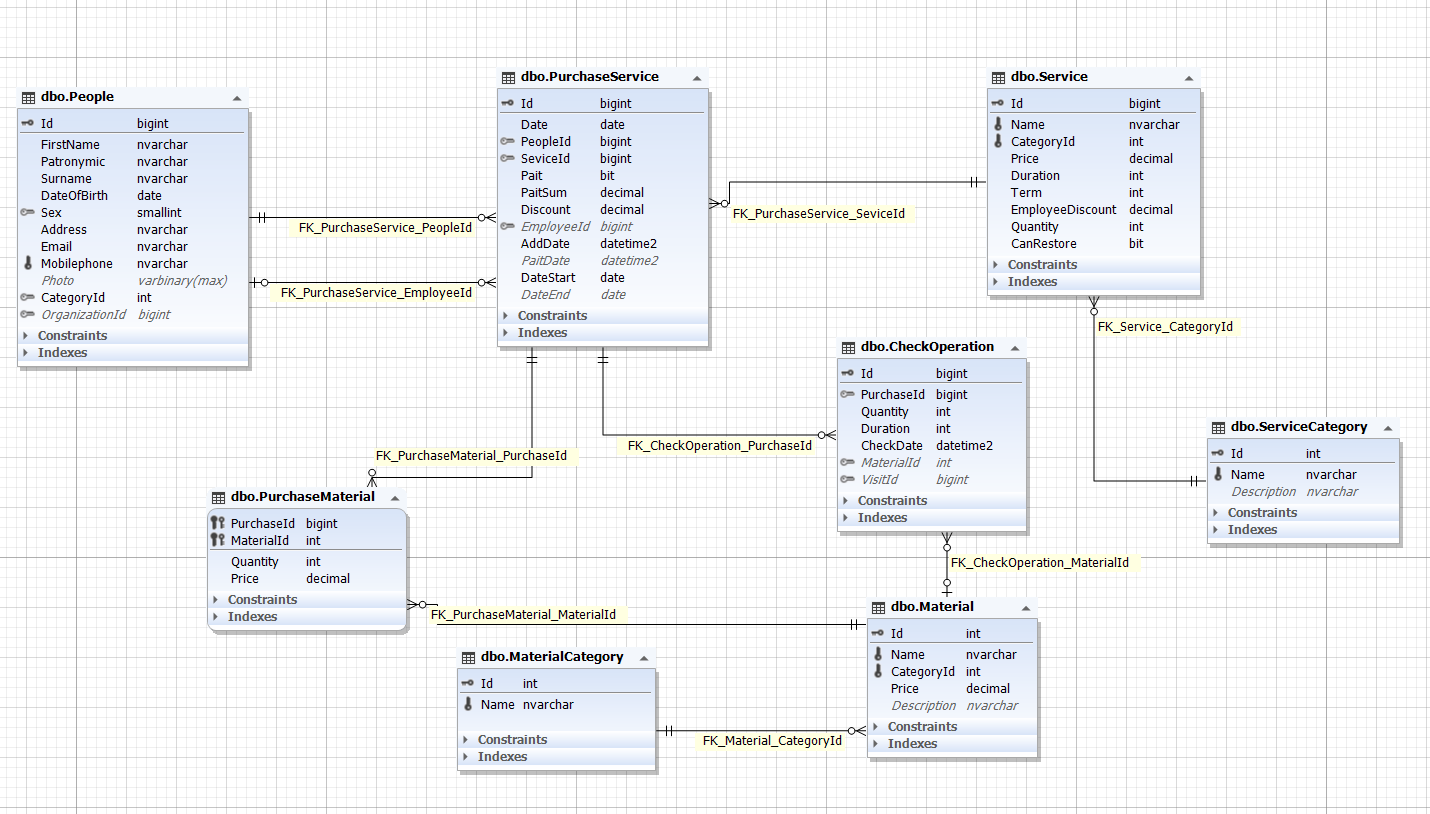 dbo.People
Id bigint
FirstName nvarchar
Patronymic nvarchar
Surname nvarchar
DateOfBirth date
Sex smallint
Address nvarchar
Email nvarchar
Mobilephone nvarchar
Photo varbinary(max)
CategoryId int
OrganizationId bigint
Constraints
Indexes
FK_PurchaseService_PeopleId
FK_PurchaseService_EmployeeId
dbo.PurchaseService
Id bigint
Date date
PeopleId bigint
SeviceId bigint
Pait bit
PaitSum decimal
Discount decimal
EmployeeId bigint
AddDate datetime2
PaitDate datetime2
DateStart date
DateEnd date
Constraints
Indexes
FK_PurchaseService_SeviceId
dbo.Service
Id bigint
Name nvarchar
CategoryId int
Price decimal
Duration int
Term int
EmployeeDiscount decimal
Quantity int
CanRestore bit
Constraints
Indexes
FK_Service_CategoryId
dbo.CheckOperation
Id bigint
PurchaseId bigint
Quantity int
Duration int
CheckDate datetime2
MaterialId int
VisitId bigint
Constraints
Indexes
FK_CheckOperation_PurchaseId
FK_CheckOperation_MaterialId
dbo.ServiceCategory
Id int
Name nvarchar
Description nvarchar
Constraints
Indexes
FK_PurchaseMaterial_PurchaseId
dbo.PurchaseMaterial
PurchaseId bigint
MaterialId int
Quantity int
Price decimal
Constraints
Indexes
FK_PurchaseMaterial_MaterialId
dbo.MaterialCategory
Id int
Name nvarchar
Constraints
Indexes
FK_Material_CategoryId
dbo.Material
Id int
Name nvarchar
CategoryId int
Price decimal
Description nvarchar
Constraints
Indexes